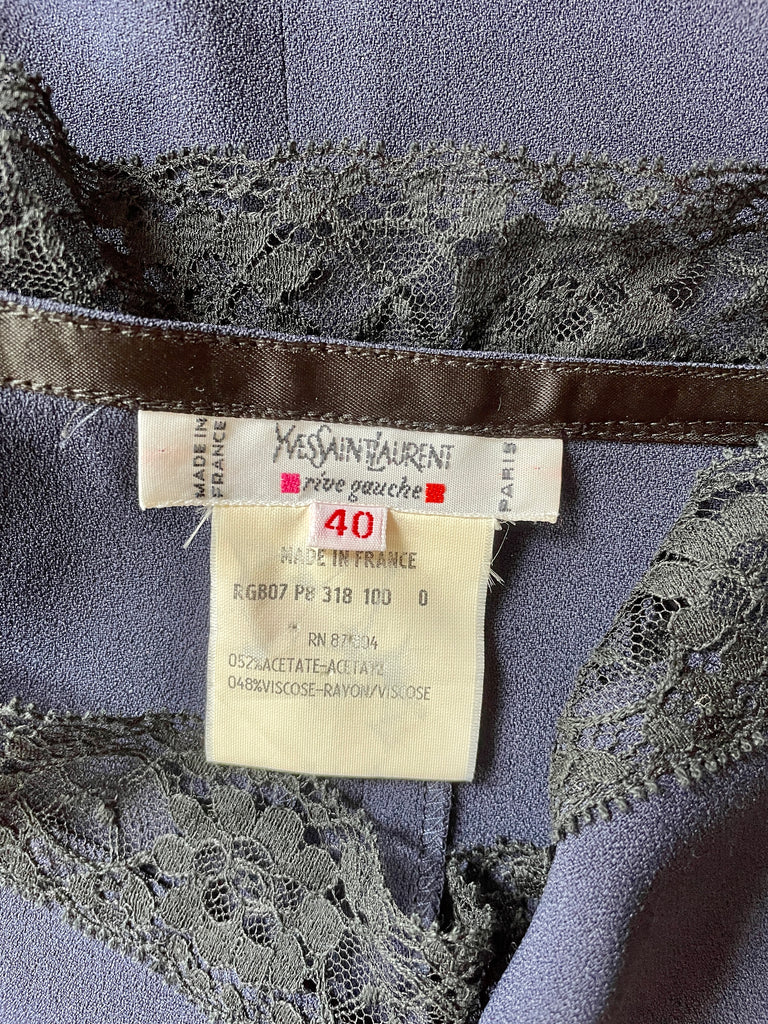 MADE IN
FRANCE
YVESSAINTLAURENT
rive gauche
PARIS
40
MADE IN FRANCE
RGB07 P8 318 100 0
RN
052%ACETATE-ACETATE
048%VISCOSE-RAYON/VISCOSE